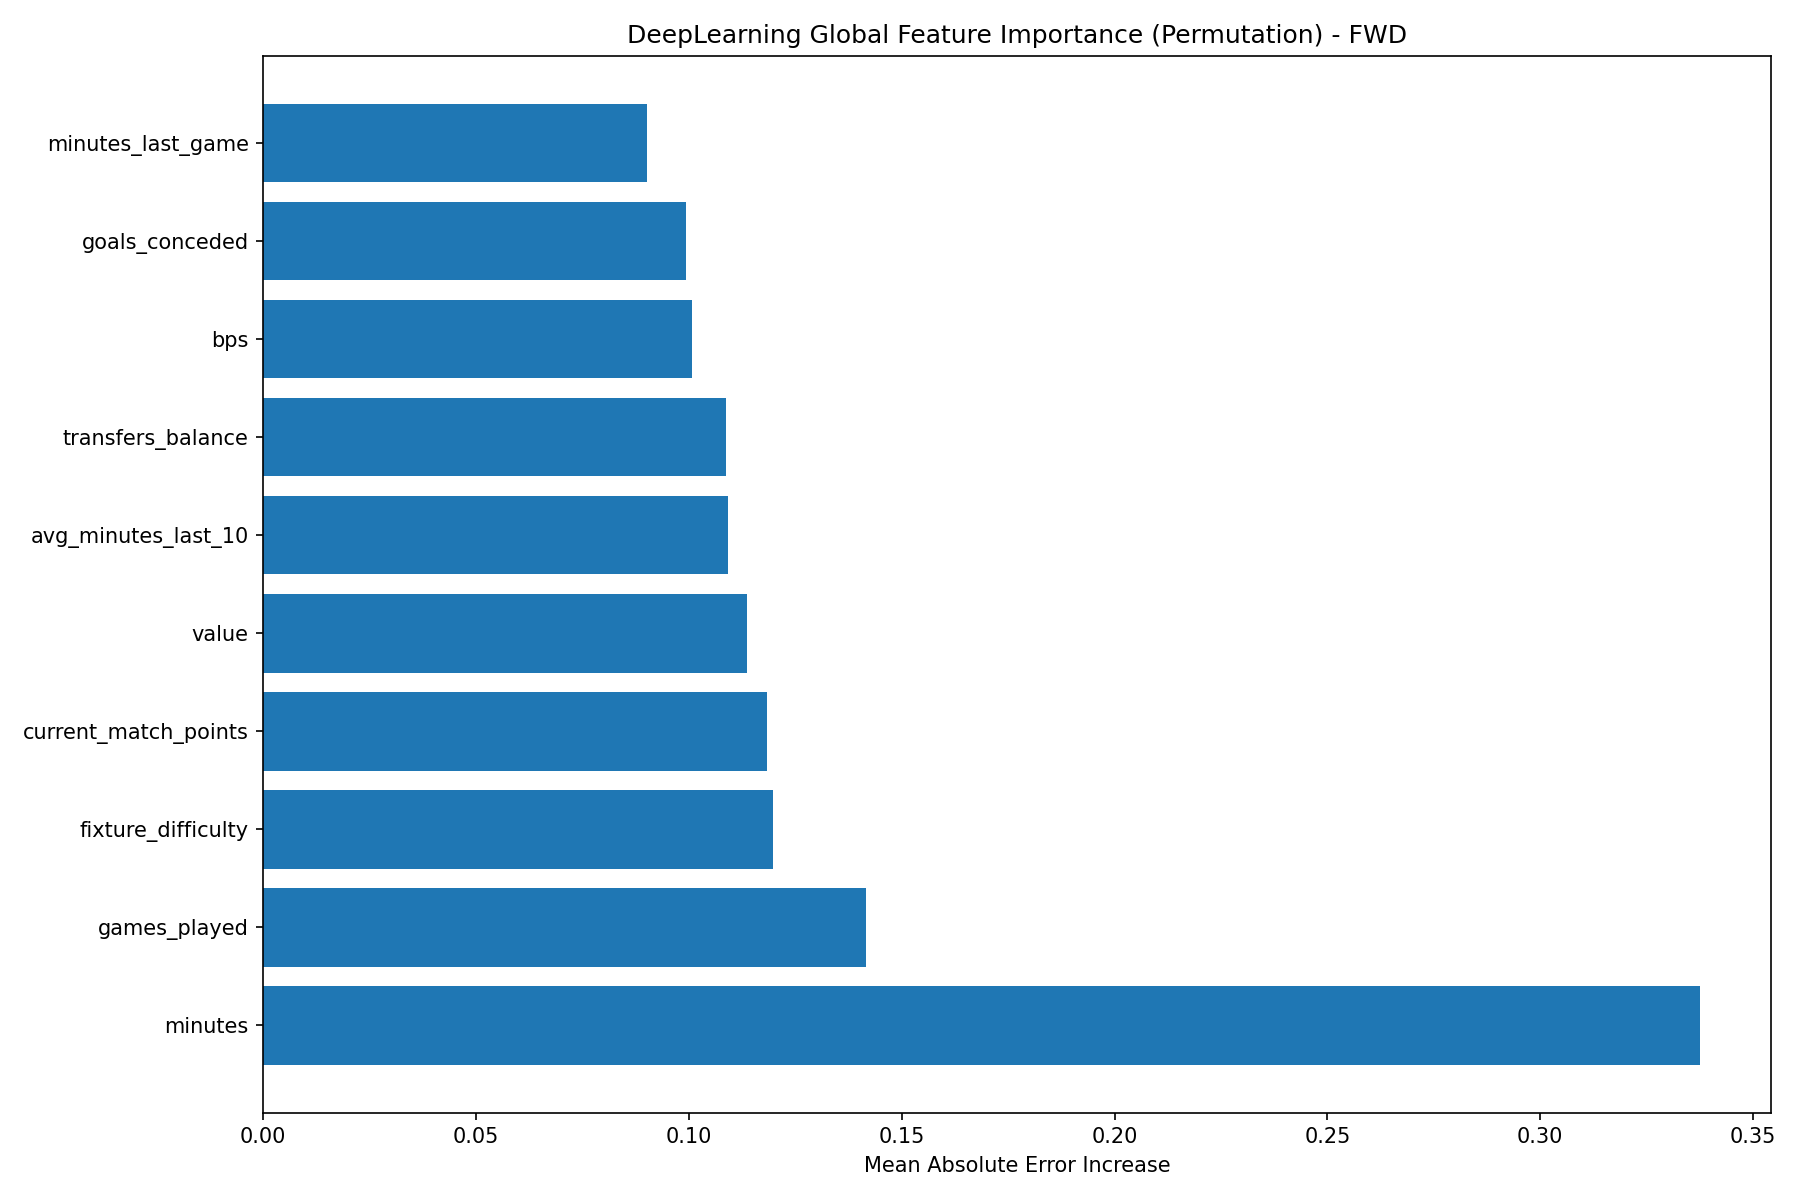 DeepLearning Global Feature Importance (Permutation) - FWD
minutes_last_game
goals_conceded
bps
transfers_balance
avg_minutes_last_10
value
current_match_points
fixture_difficulty
games_played
minutes
0.00 0.05 0.10 0.15 0.20 0.25 0.30 0.35
Mean Absolute Error Increase